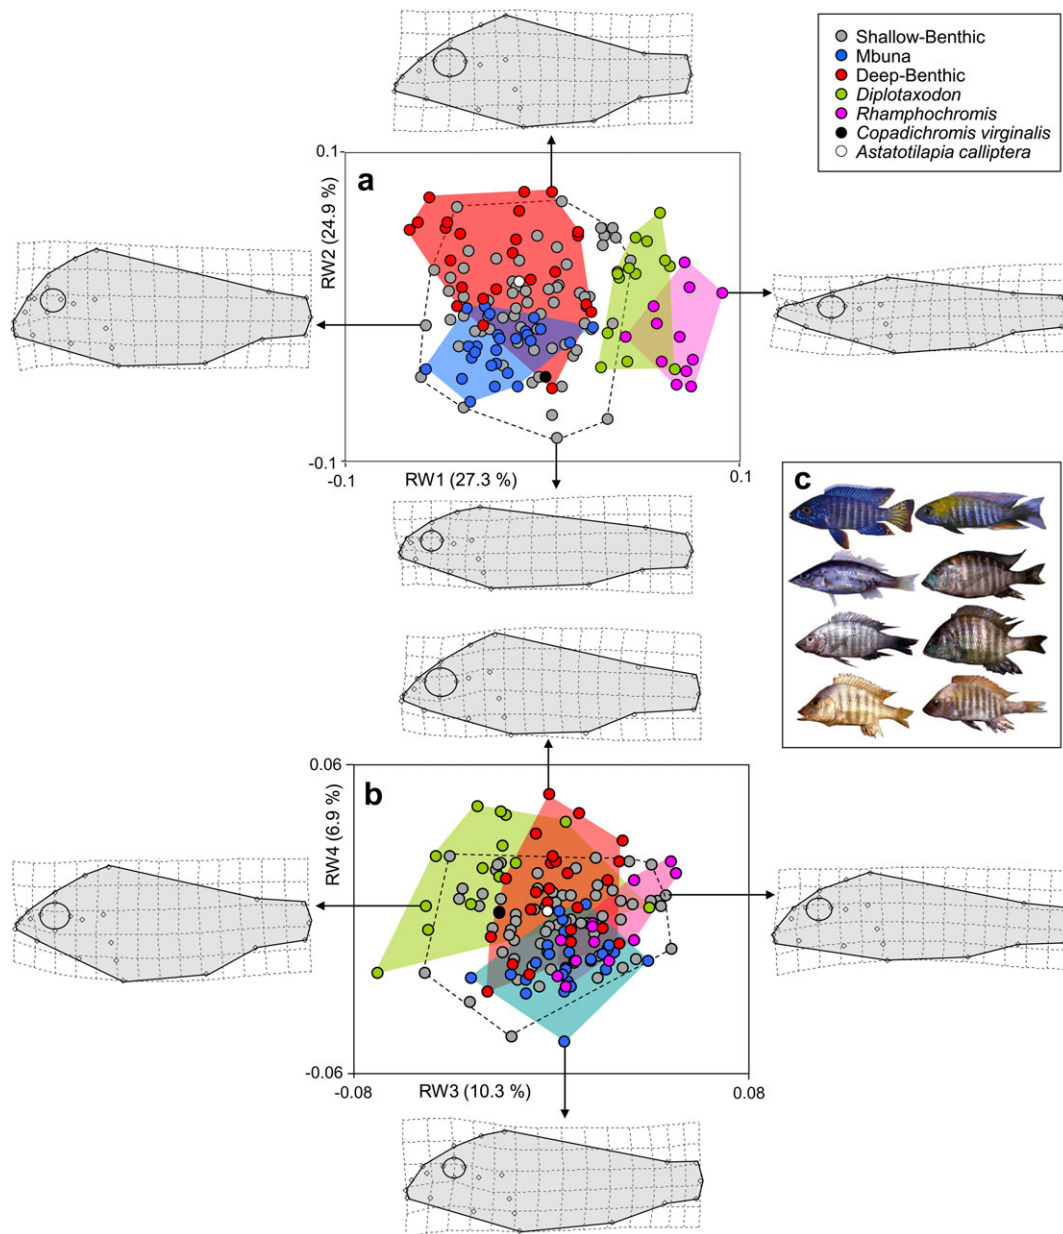 Shallow-Benthic
Mbuna
Deep-Benthic
Diplotaxodon
Rhamphochromis
Copadichromis virginalis
Astatotilapia calliptera
0.1
a
RW2 (24.9 %)
-0.1
-0.1
RW1 (27.3 %)
0.1
c
0.06
b
RW4 (6.9 %)
-0.06
-0.08
RW3 (10.3 %)
0.08